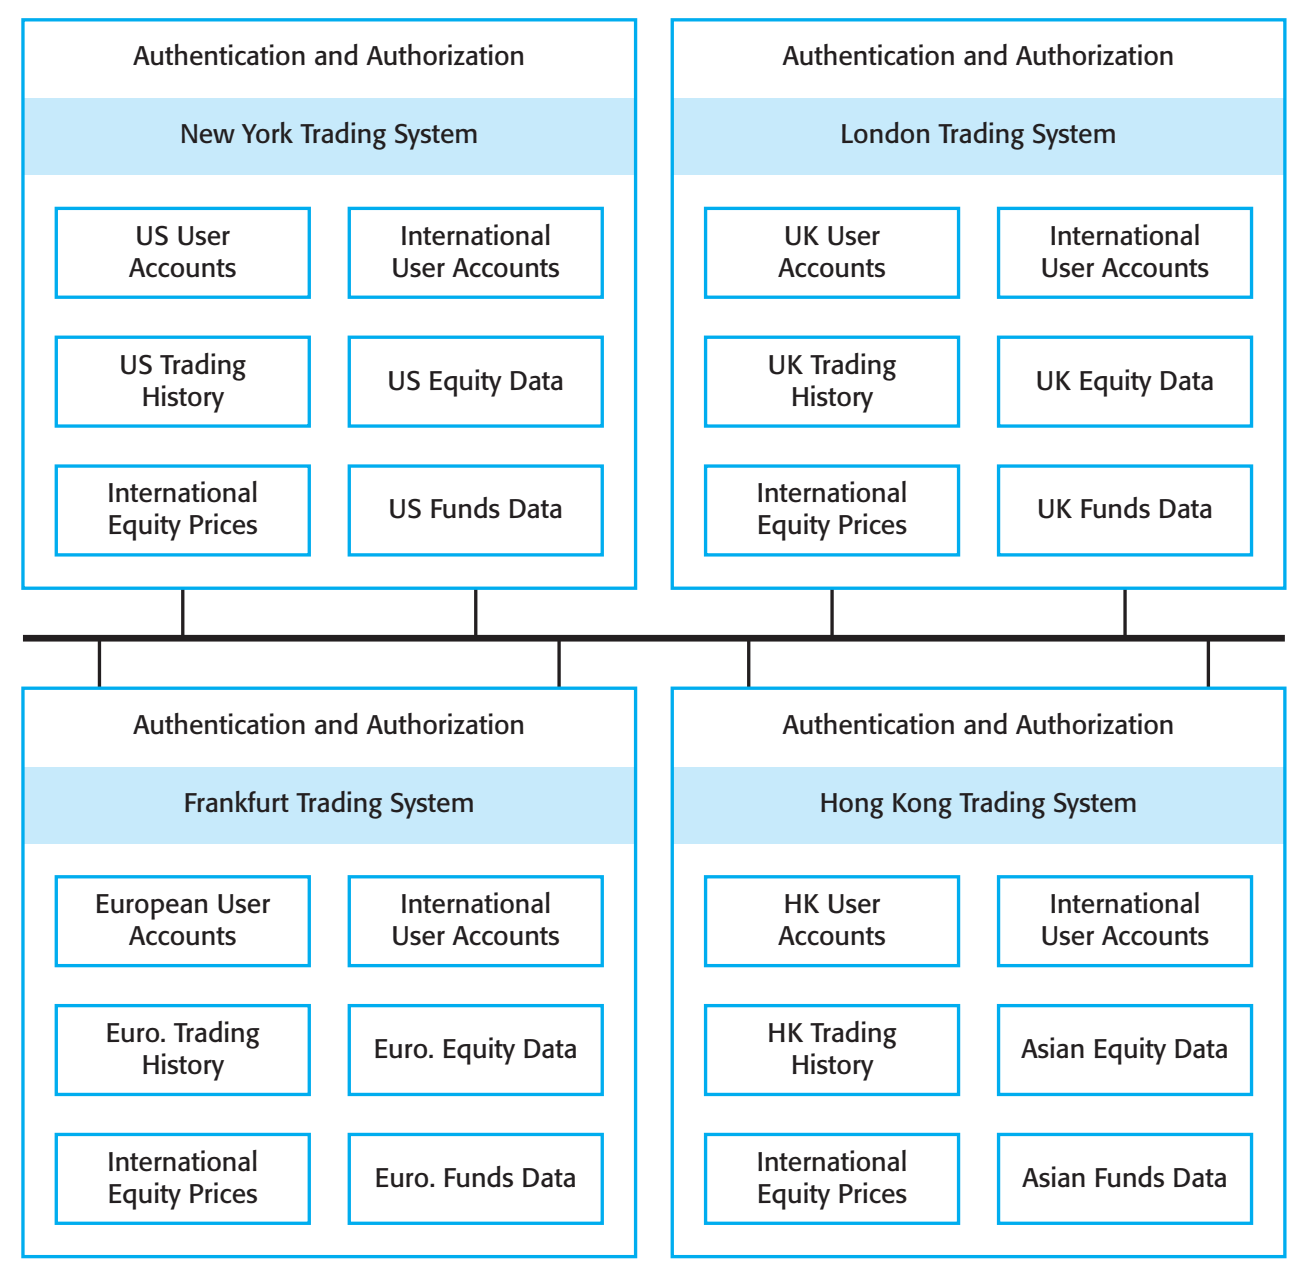 Authentication and Authorization
New York Trading System
US User
Accounts
International
User Accounts
US Trading
History
US Equity Data
International
Equity Prices
US Funds Data
Authentication and Authorization
London Trading System
UK User
Accounts
International
User Accounts
UK Trading
History
UK Equity Data
International
Equity Prices
UK Funds Data
Authentication and Authorization
Frankfurt Trading System
European User
Accounts
International
User Accounts
Euro. Trading
History
Euro. Equity Data
International
Equity Prices
Euro. Funds Data
Authentication and Authorization
Hong Kong Trading System
HK User
Accounts
International
User Accounts
HK Trading
History
Asian Equity Data
International
Equity Prices
Asian Funds Data